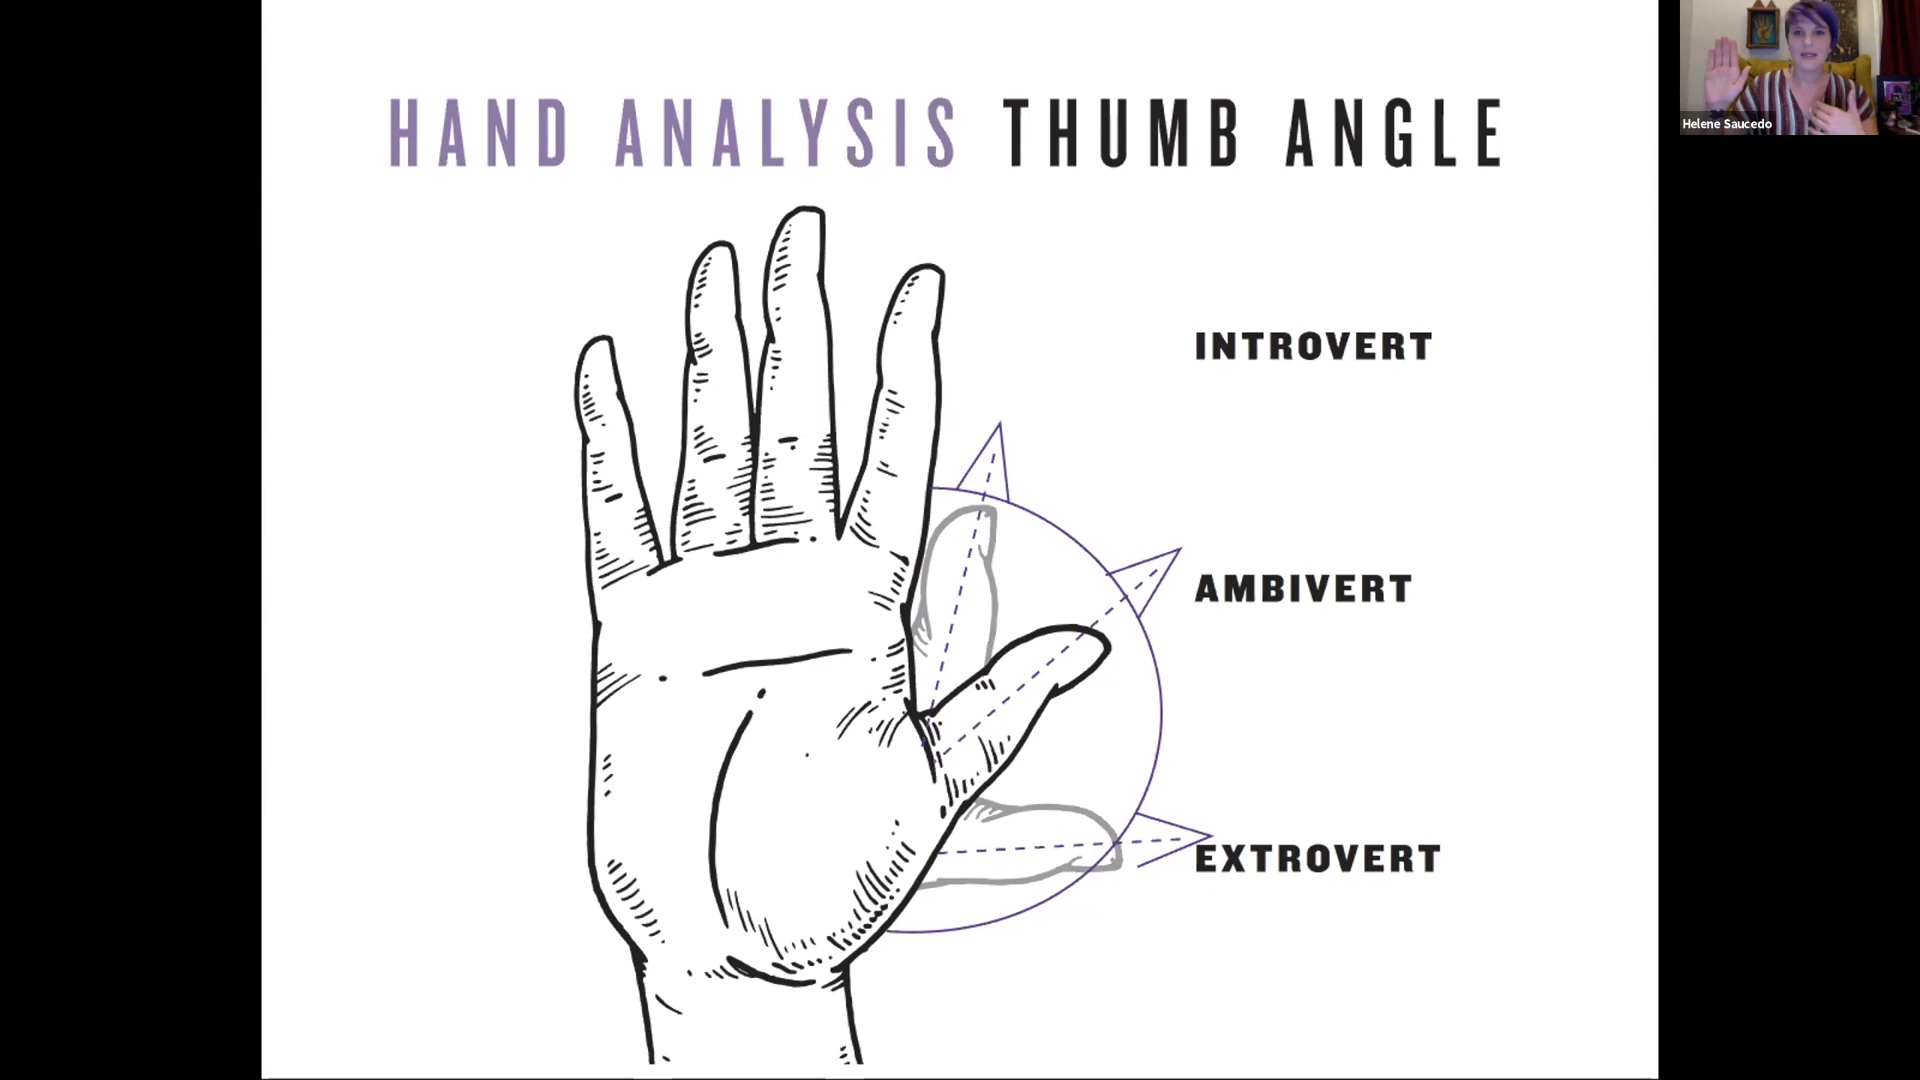 HAND ANALYSIS THUMB ANGLE
Helene Saucedo
INTROVERT
AMBIVERT
EXTROVERT